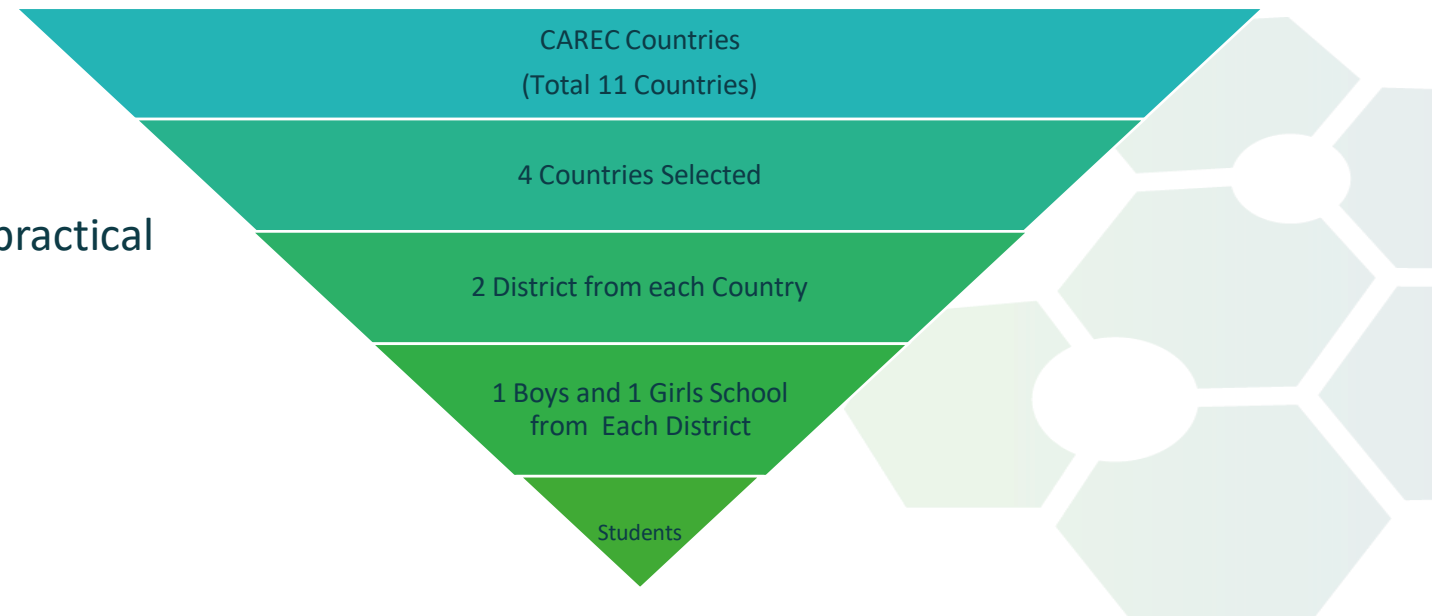 CAREC Countries
(Total 11 Countries)
4 Countries Selected
practical
2 District from each Country
1 Boys and 1 Girls School
from Each District
Students